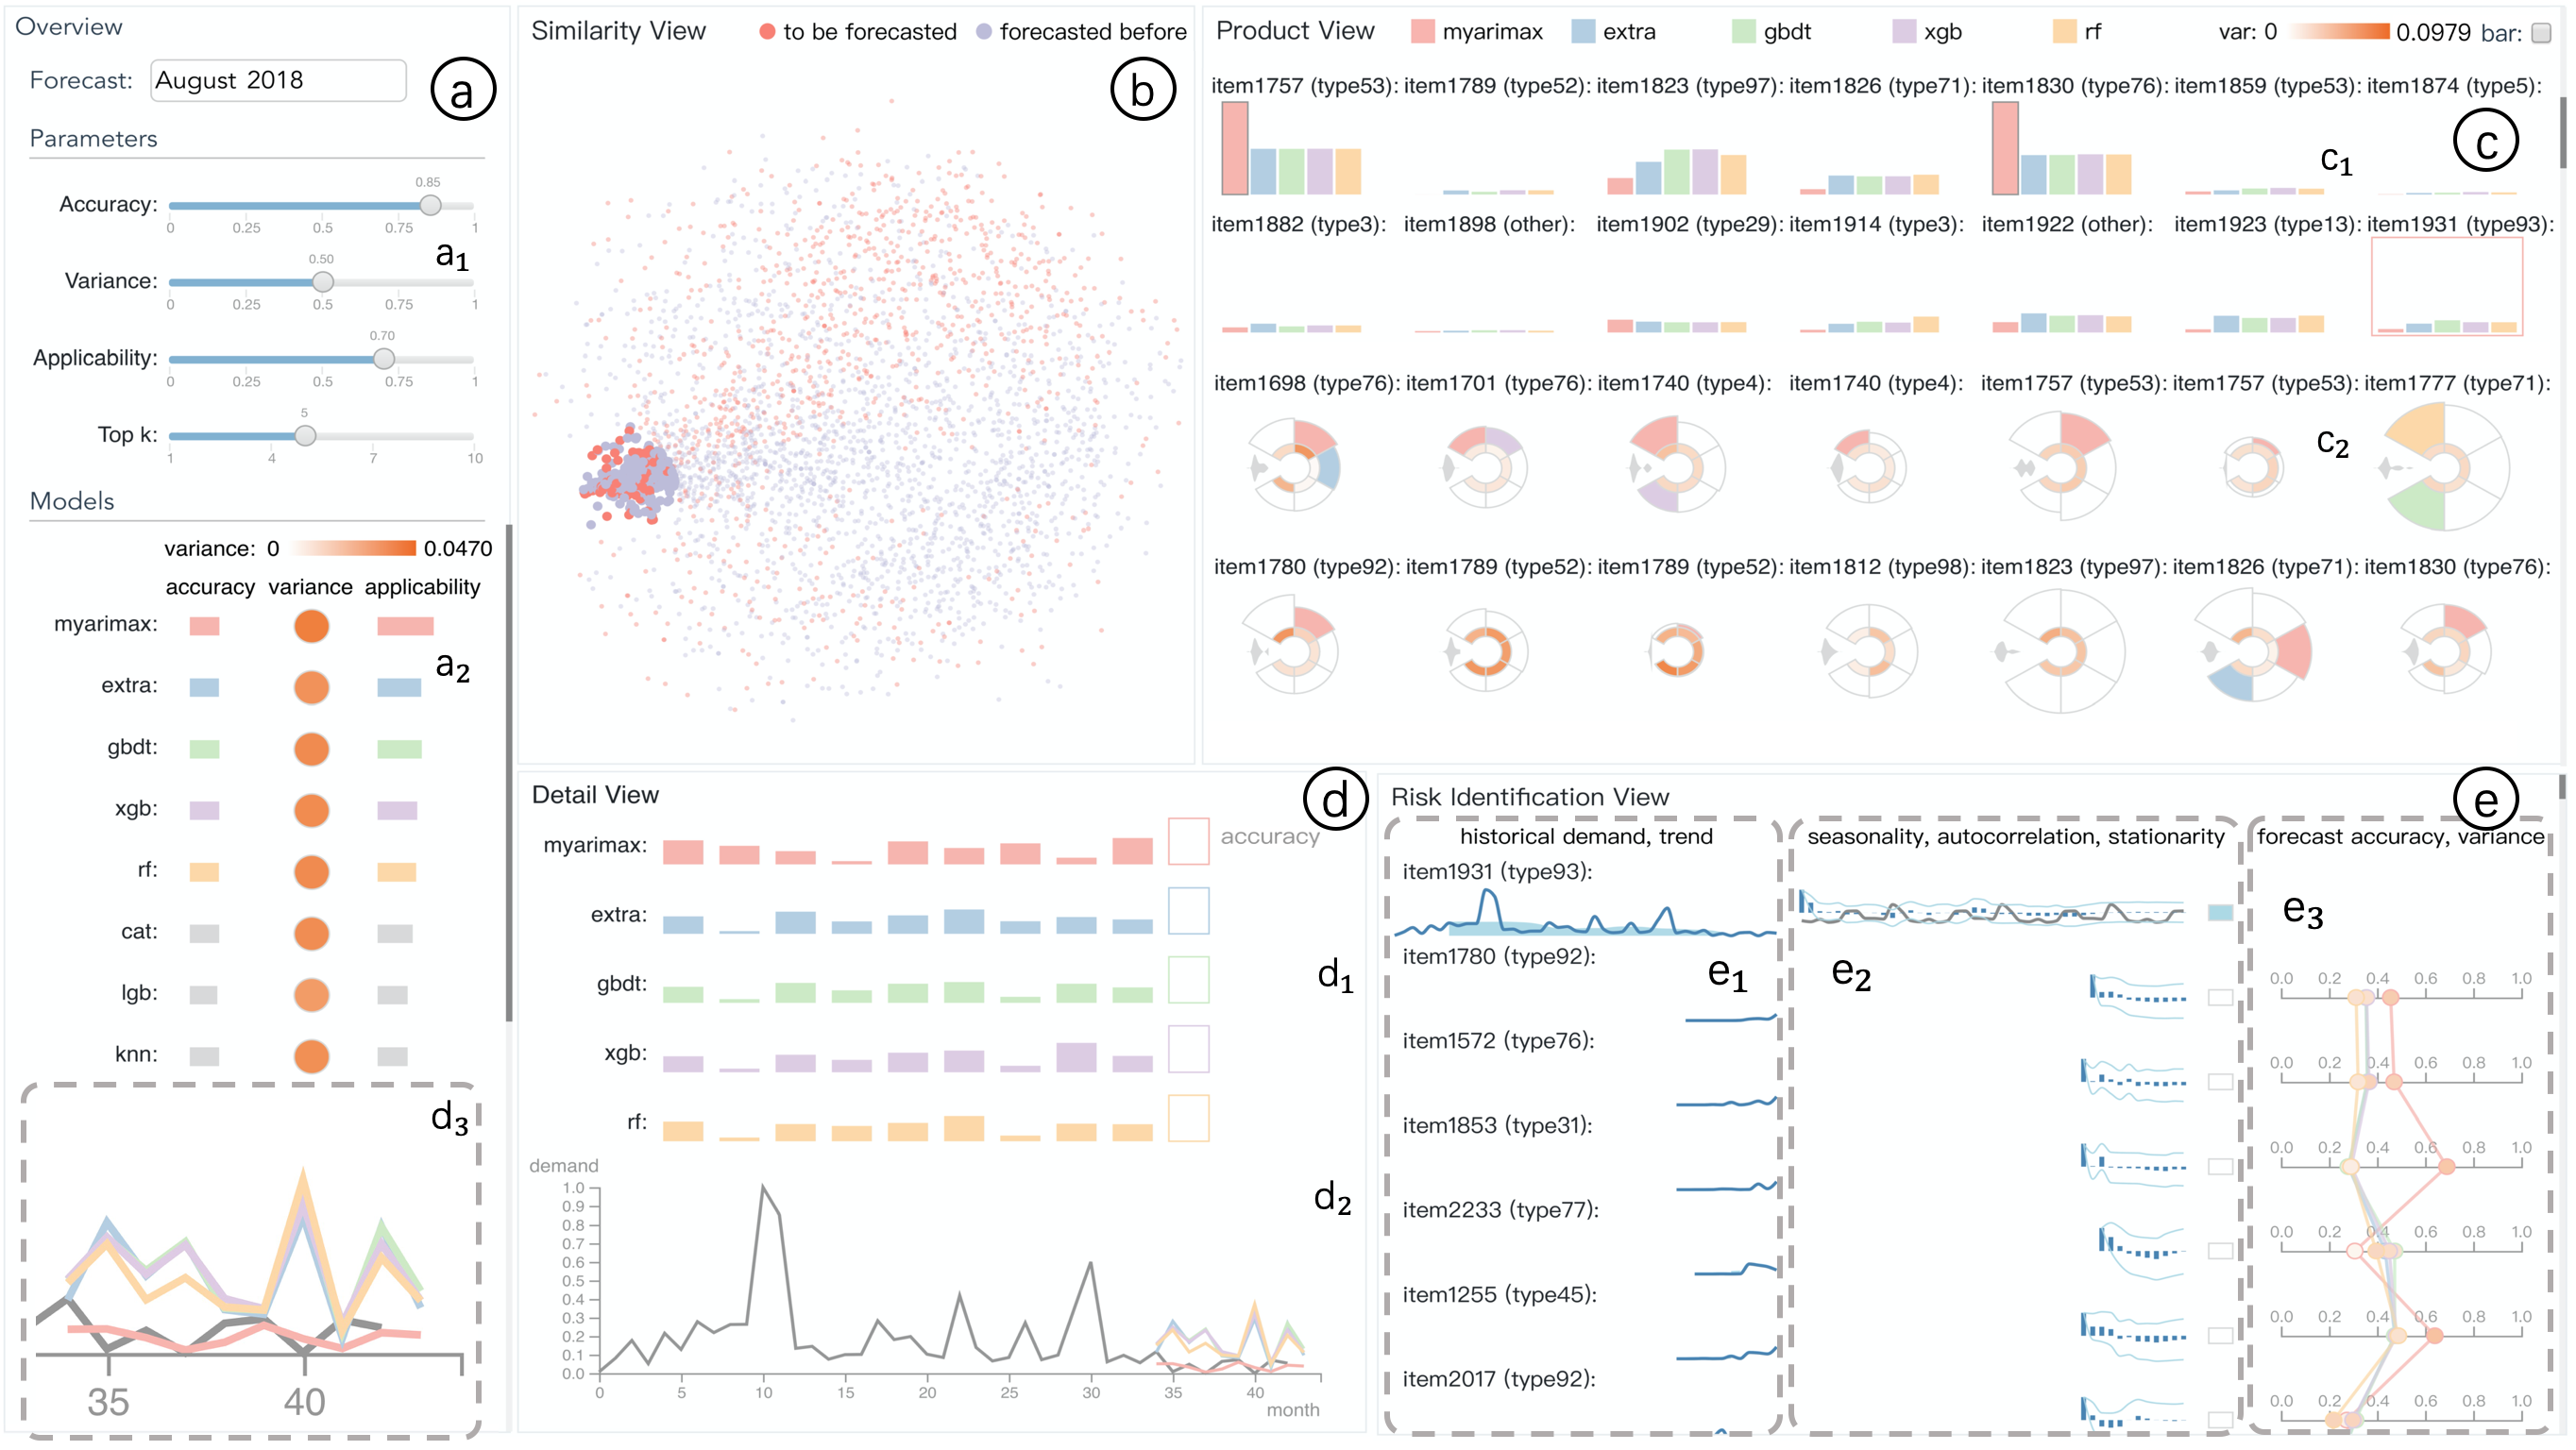 Overview
Forecast: August 2018
a
Parameters
Accuracy: 0.85
0 0.25 0.5 0.75 1
a1
Variance: 0.50
0 0.25 0.5 0.75 1
Applicability: 0.70
0 0.25 0.5 0.75 1
Top k: 5
1 4 7 10
Models
variance: 0 0.0470
accuracy variance applicability
myarimax:
a2
extra:
gbdt:
xgb:
rf:
cat:
lgb:
knn:
d3
35 40
Similarity View to be forecasted forecasted before
b
Product View myarimax extra gbdt xgb rf var: 0 0.0979 bar:
item1757 (type53): item1789 (type52): item1823 (type97): item1826 (type71): item1830 (type76): item1859 (type53): item1874 (type5):
c
c1
item1882 (type3): item1898 (other): item1902 (type29): item1914 (type3): item1922 (other): item1923 (type13): item1931 (type93):
item1698 (type76): item1701 (type76): item1740 (type4): item1740 (type4): item1757 (type53): item1757 (type53): item1777 (type71):
c2
item1780 (type92): item1789 (type52): item1789 (type52): item1812 (type98): item1823 (type97): item1826 (type71): item1830 (type76):
Detail View
d
myarimax: accuracy
extra:
gbdt:
d1
xgb:
rf:
demand
d2
1.0
0.9
0.8
0.7
0.6
0.5
0.4
0.3
0.2
0.1
0.0
0 5 10 15 20 25 30 35 40
month
Risk Identification View
e
historical demand, trend seasonality, autocorrelation, stationarity forecast accuracy, variance
item1931 (type93):
e3
item1780 (type92):
e1 e2
0.0 0.2 0.4 0.6 0.8 1.0
item1572 (type76):
0.0 0.2 0.4 0.6 0.8 1.0
item1853 (type31):
0.0 0.2 0.4 0.6 0.8 1.0
item2233 (type77):
0.0 0.2 0.4 0.6 0.8 1.0
item1255 (type45):
0.0 0.2 0.4 0.6 0.8 1.0
item2017 (type92):
0.0 0.2 0.4 0.6 0.8 1.0